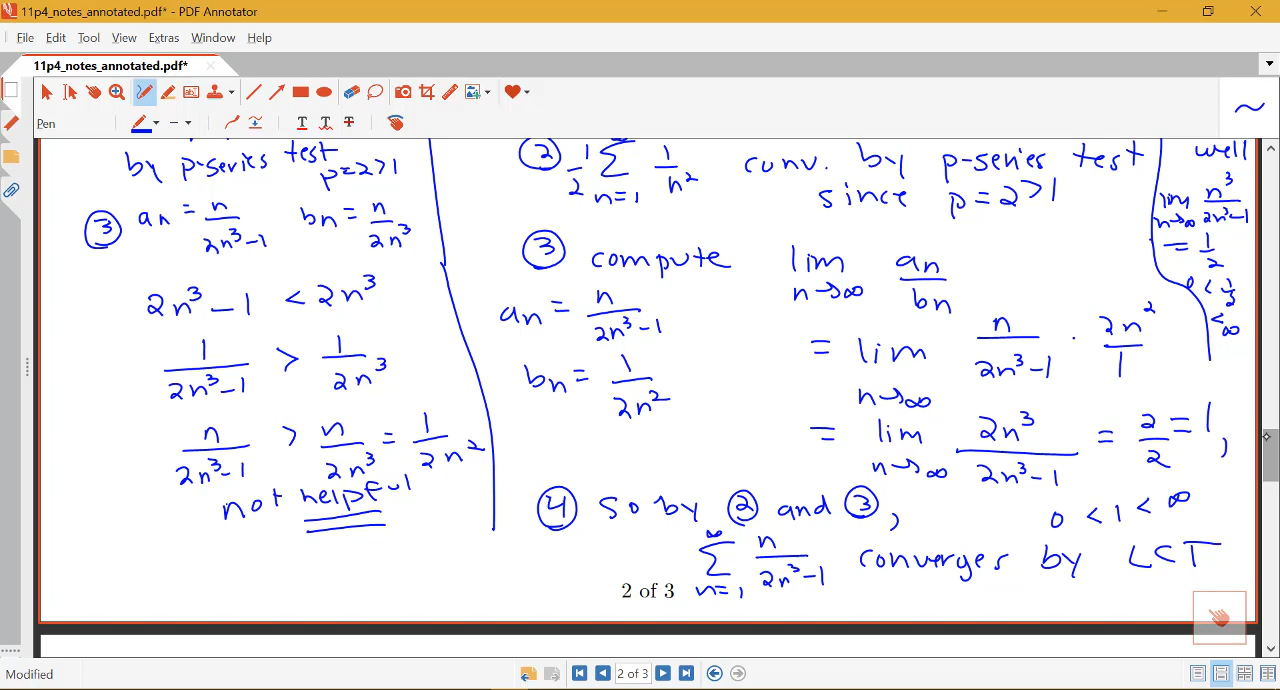 11p4_notes_annotated.pdf* - PDF Annotator
File Edit Tool View Extras Window Help
11p4_notes_annotated.pdf*
Pen
by p-series test
p=2>1
③ an = n/(2n³-1) bn = n/(2n³)
2n³-1 < 2n³
1/(2n³-1) > 1/(2n³)
n/(2n³-1) > n/(2n³) = 1/(2n²)
not helpful
② 1/2 ∑ n=1 1/n² conv. by p-series test
since p=2>1
③ compute lim n→∞ an/bn
an = n/(2n³-1)
bn = 1/(2n²)
= lim n→∞ n/(2n³-1) · 2n²/1
= lim n→∞ 2n³/(2n³-1) = 2/2 = 1,
0 < 1 < ∞
④ so by ② and ③,
∞ ∑ n=1 n/(2n³-1) converges by LCT
well
lim n→∞ n³/(2n³-1)
= 1/2
0 < 1/2
< ∞
2 of 3
Modified
2 of 3